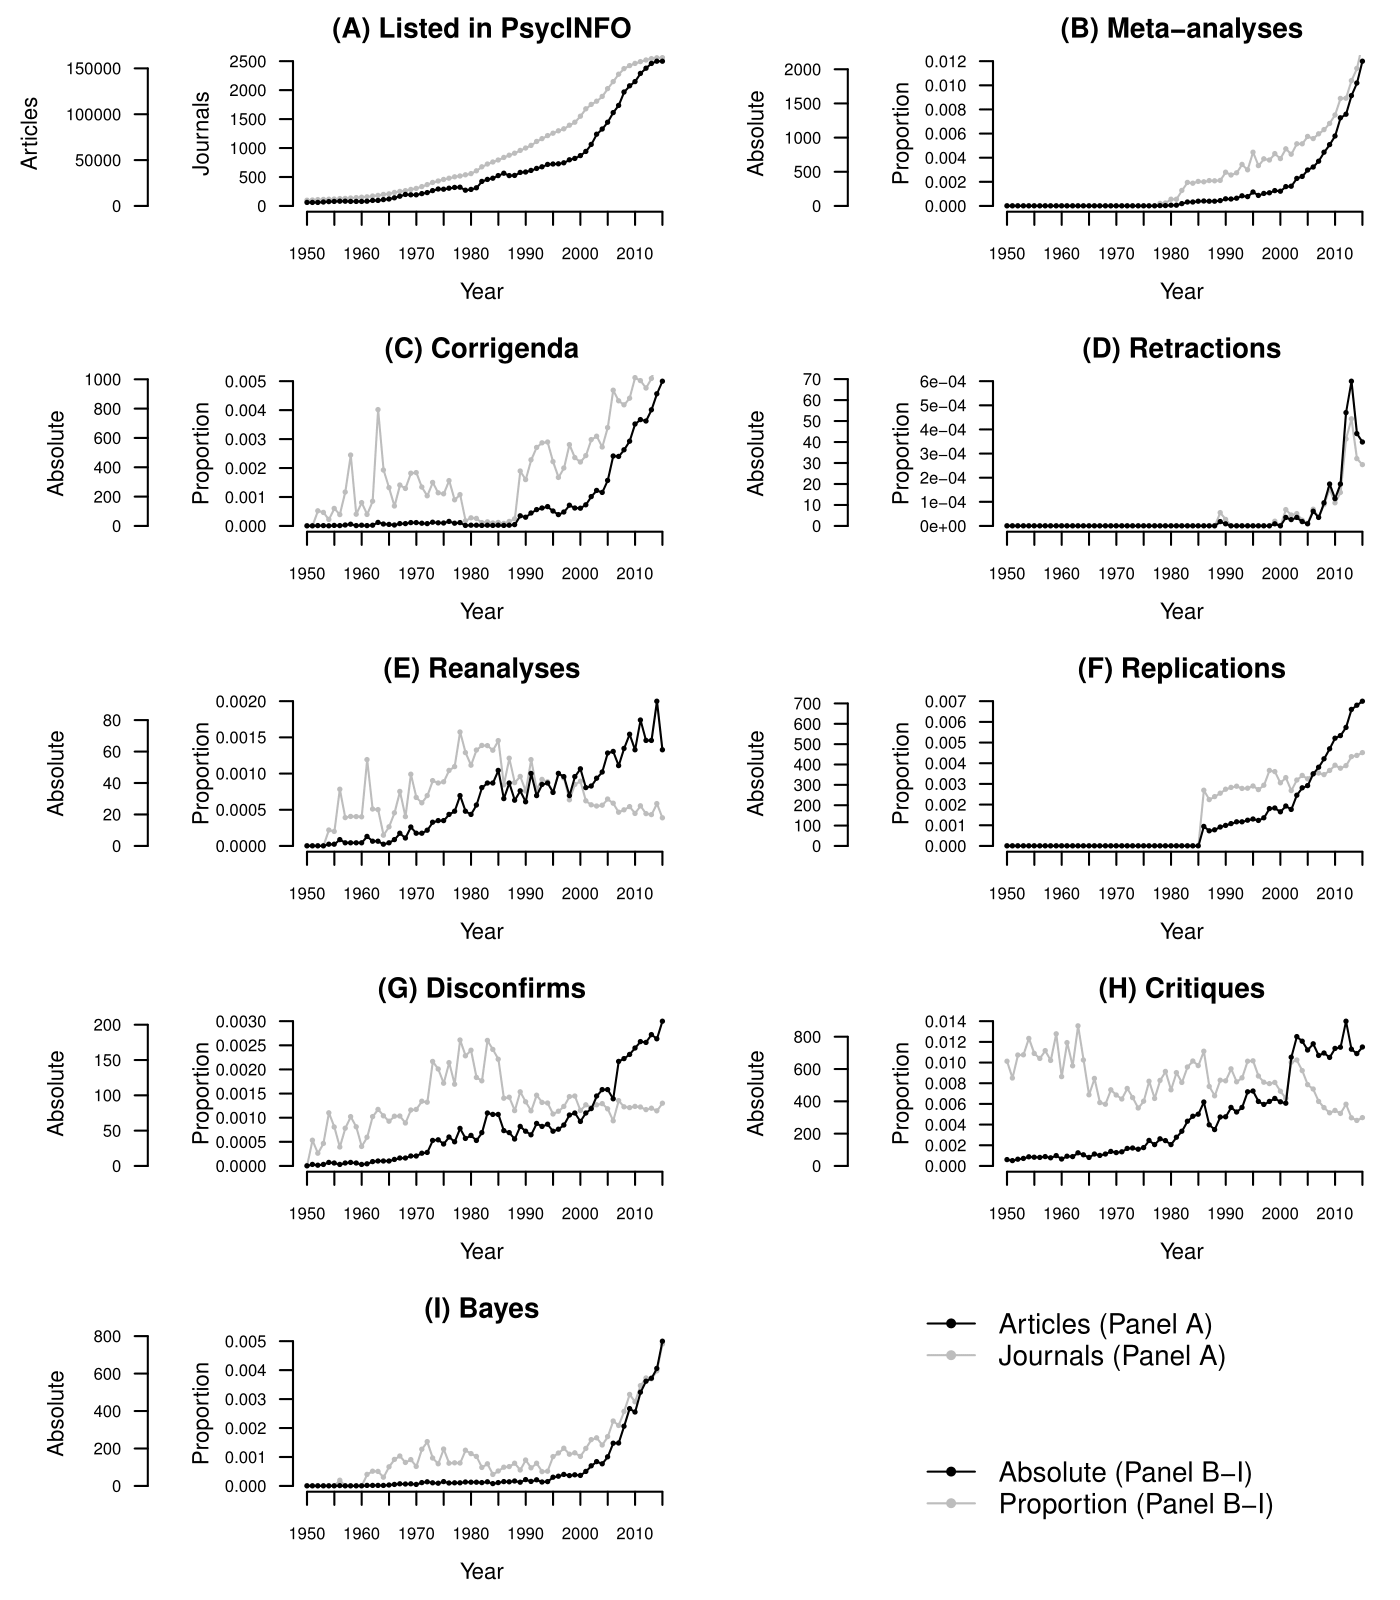 (A) Listed in PsycINFO
Articles
150000
100000
50000
0
Journals
2500
2000
1500
1000
500
0
1950 1960 1970 1980 1990 2000 2010
Year
(B) Meta−analyses
Absolute
2000
1500
1000
500
0
Proportion
0.012
0.010
0.008
0.006
0.004
0.002
0.000
1950 1960 1970 1980 1990 2000 2010
Year
(C) Corrigenda
Absolute
1000
800
600
400
200
0
Proportion
0.005
0.004
0.003
0.002
0.001
0.000
1950 1960 1970 1980 1990 2000 2010
Year
(D) Retractions
Absolute
70
60
50
40
30
20
10
0
Proportion
6e−04
5e−04
4e−04
3e−04
2e−04
1e−04
0e+00
1950 1960 1970 1980 1990 2000 2010
Year
(E) Reanalyses
Absolute
80
60
40
20
0
Proportion
0.0020
0.0015
0.0010
0.0005
0.0000
1950 1960 1970 1980 1990 2000 2010
Year
(F) Replications
Absolute
700
600
500
400
300
200
100
0
Proportion
0.007
0.006
0.005
0.004
0.003
0.002
0.001
0.000
1950 1960 1970 1980 1990 2000 2010
Year
(G) Disconfirms
Absolute
200
150
100
50
0
Proportion
0.0030
0.0025
0.0020
0.0015
0.0010
0.0005
0.0000
1950 1960 1970 1980 1990 2000 2010
Year
(H) Critiques
Absolute
800
600
400
200
0
Proportion
0.014
0.012
0.010
0.008
0.006
0.004
0.002
0.000
1950 1960 1970 1980 1990 2000 2010
Year
(I) Bayes
Absolute
800
600
400
200
0
Proportion
0.005
0.004
0.003
0.002
0.001
0.000
1950 1960 1970 1980 1990 2000 2010
Year
Articles (Panel A)
Journals (Panel A)
Absolute (Panel B−I)
Proportion (Panel B−I)